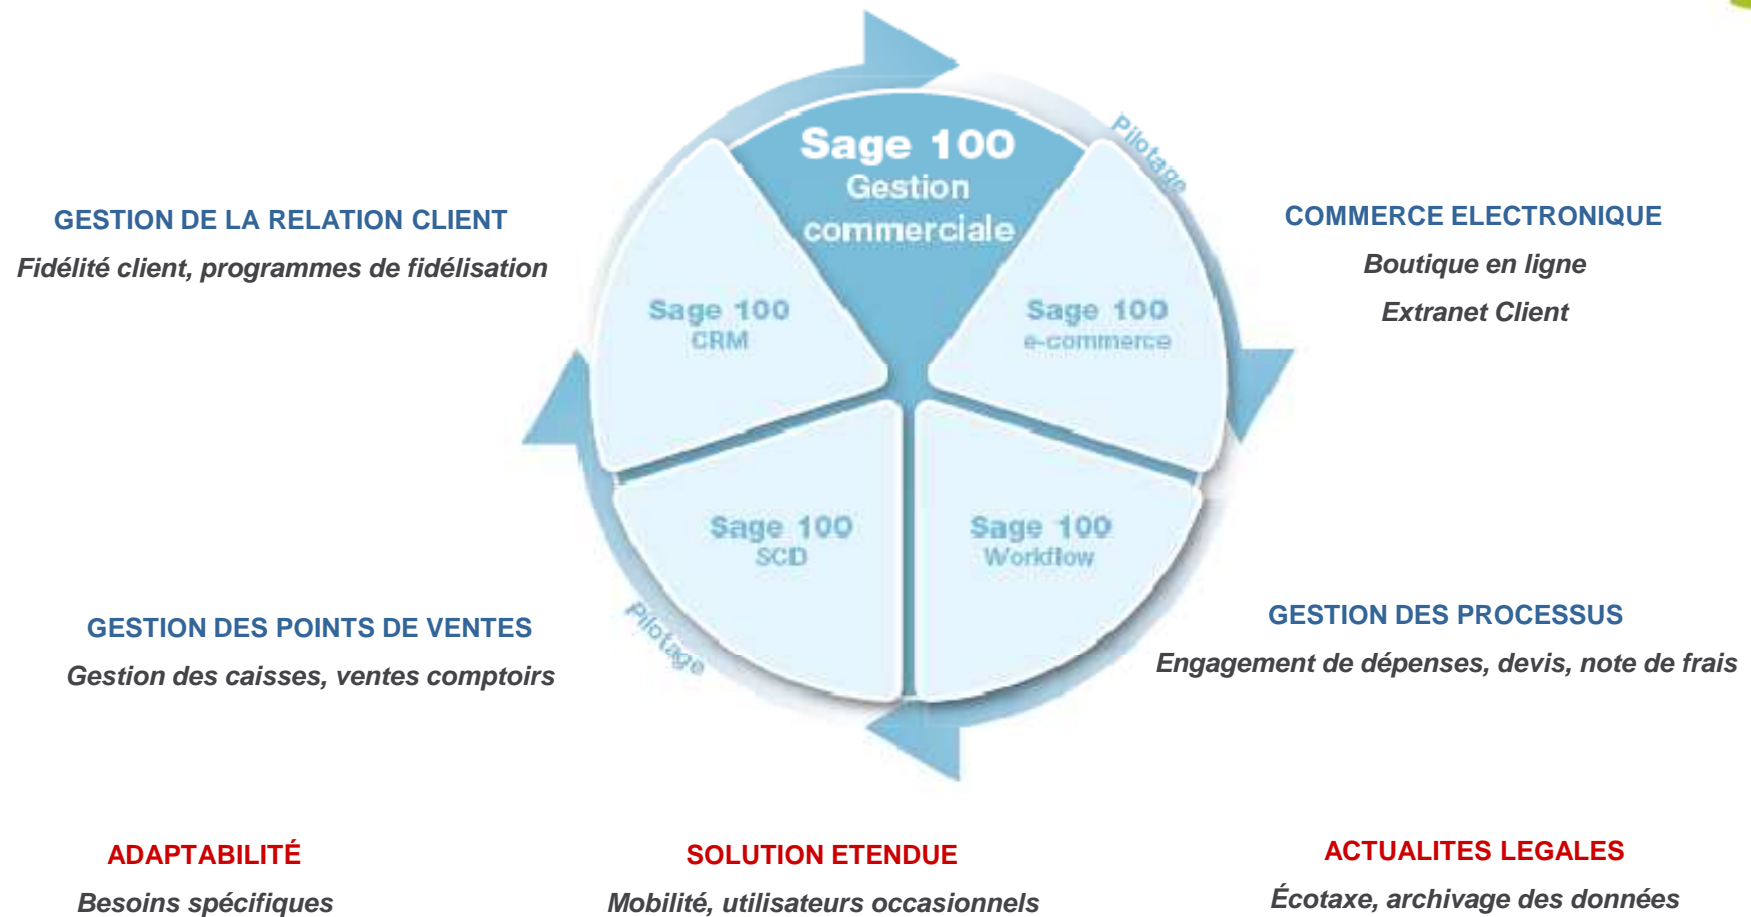 Sage 100
Gestion
commerciale
Pilotage
GESTION DE LA RELATION CLIENT
Fidélité client, programmes de fidélisation
COMMERCE ELECTRONIQUE
Boutique en ligne
Extranet Client
Sage 100
CRM
Sage 100
e-commerce
Sage 100
SCD
Sage 100
Workflow
Pilotage
GESTION DES POINTS DE VENTES
Gestion des caisses, ventes comptoirs
GESTION DES PROCESSUS
Engagement de dépenses, devis, note de frais
ADAPTABILITÉ
Besoins spécifiques
SOLUTION ETENDUE
Mobilité, utilisateurs occasionnels
ACTUALITES LEGALES
Écotaxe, archivage des données